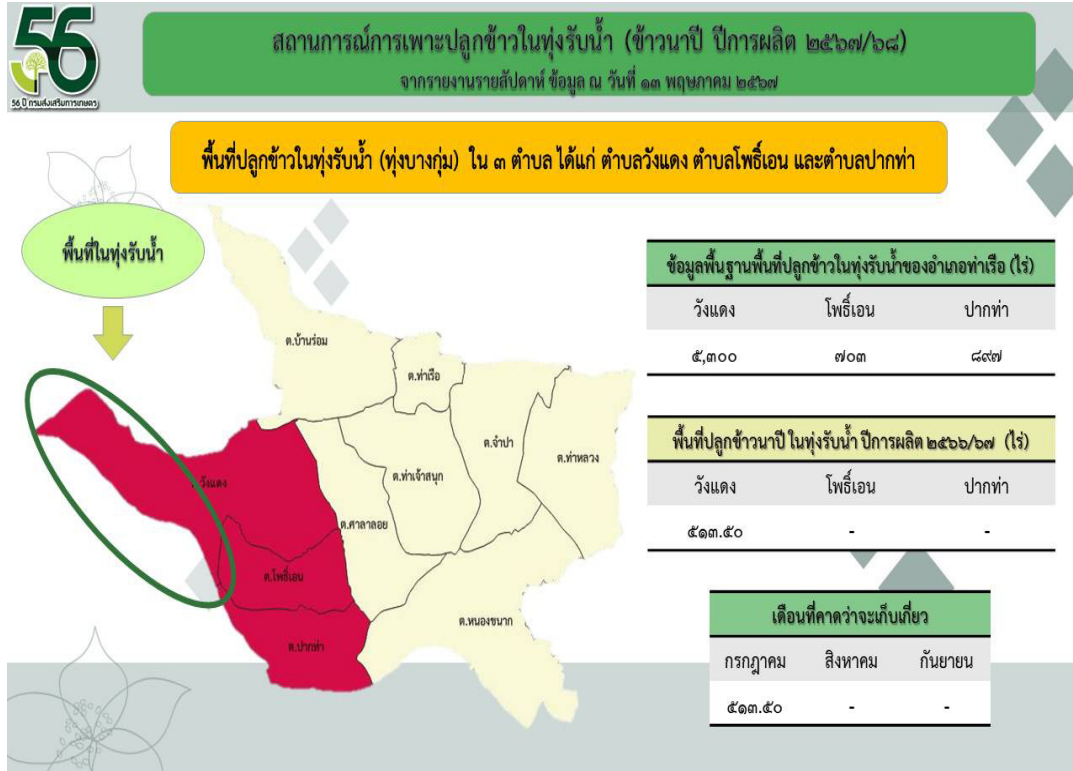 56
56 ปี กรมส่งเสริมการเกษตร
สถานการณ์การเพาะปลูกข้าวในทุ่งรับน้ำ (ข้าวนาปี ปีการผลิต ๒๕๖๗/๖๘)
จากรายงานรายสัปดาห์ ข้อมูล ณ วันที่ ๑๓ พฤษภาคม ๒๕๖๗
พื้นที่ปลูกข้าวในทุ่งรับน้ำ (ทุ่งบางกุ่ม) ใน ๓ ตำบล ได้แก่ ตำบลวังแดง ตำบลโพธิ์เอน และตำบลปากท่า
พื้นที่ในทุ่งรับน้ำ
ต.บ้านร่อม
ต.ท่าเรือ
ต.จำปา
ต.ท่าหลวง
ต.ท่าเจ้าสนุก
ต.วังแดง
ต.ศาลาลอย
ต.โพธิ์เอน
ต.หนองขนาก
ต.ปากท่า
ข้อมูลพื้นฐานพื้นที่ปลูกข้าวในทุ่งรับน้ำของอำเภอท่าเรือ (ไร่)
วังแดง โพธิ์เอน ปากท่า
๕,๓๐๐ ๗๐๓ ๘๙๗
พื้นที่ปลูกข้าวนาปี ในทุ่งรับน้ำ ปีการผลิต ๒๕๖๖/๖๗ (ไร่)
วังแดง โพธิ์เอน ปากท่า
๕๑๓.๕๐ - -
เดือนที่คาดว่าจะเก็บเกี่ยว
กรกฎาคม สิงหาคม กันยายน
๕๑๓.๕๐ - -